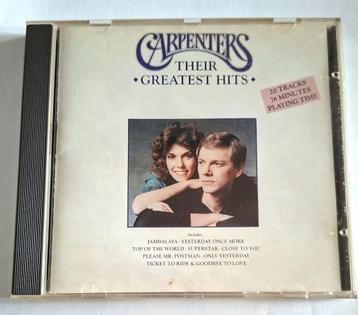 CARPENTERS
THEIR
• GREATEST HITS •
20 TRACKS
76 MINUTES
PLAYING TIME
Includes
JAMBALAYA · YESTERDAY ONCE MORE
TOP OF THE WORLD · SUPERSTAR · CLOSE TO YOU
PLEASE MR. POSTMAN · ONLY YESTERDAY
TICKET TO RIDE & GOODBYE TO LOVE